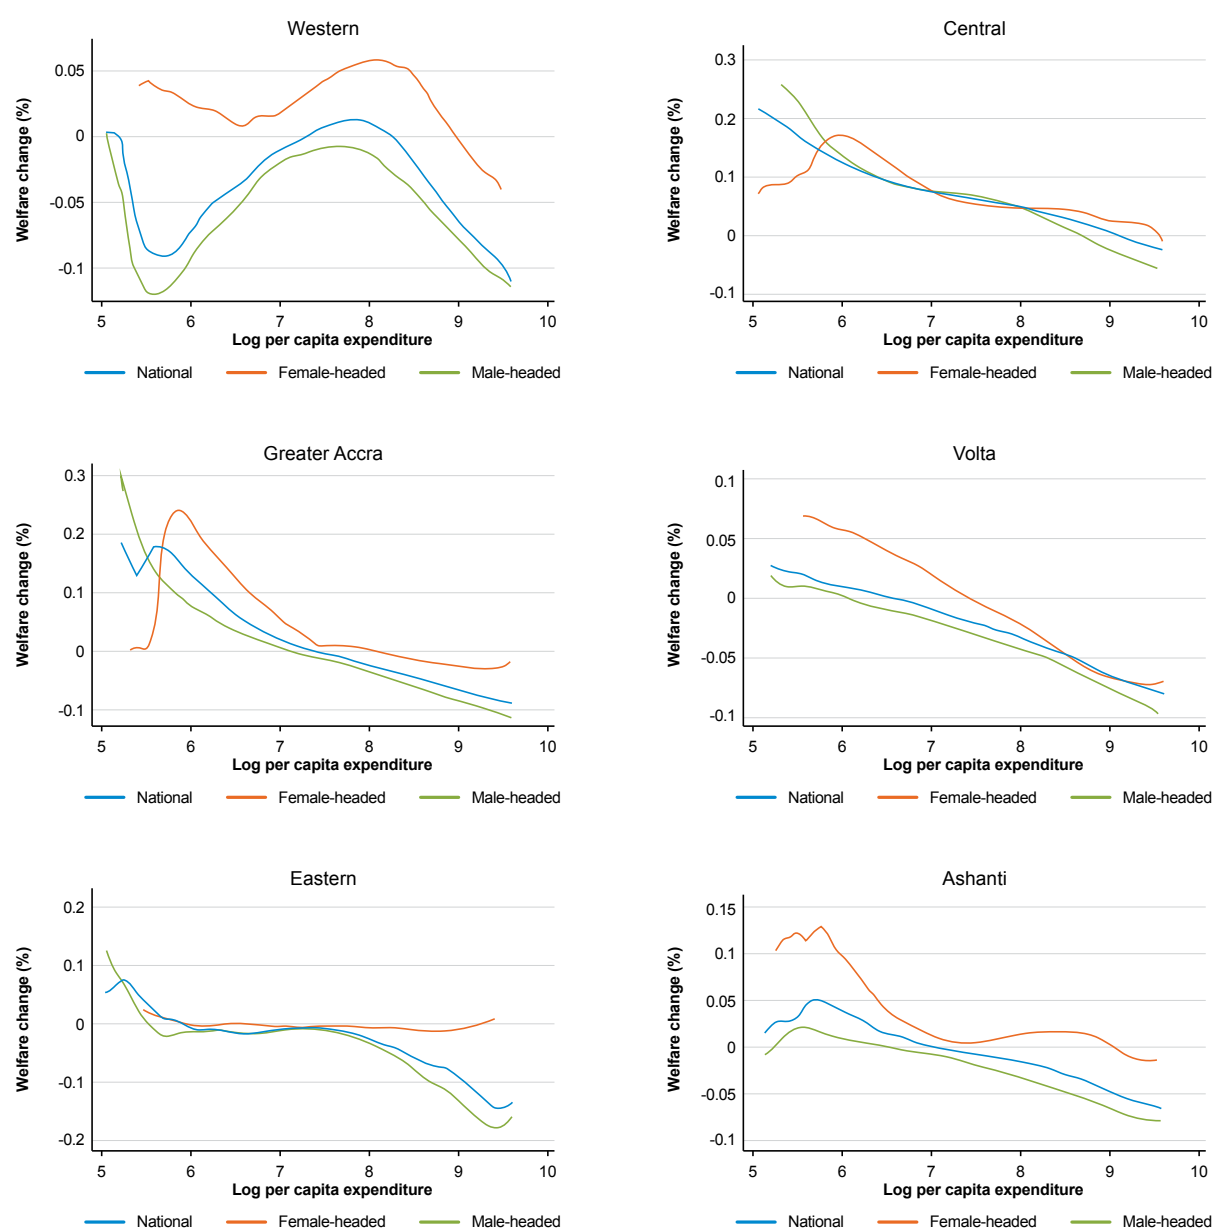 Western
Welfare change (%)
0.05
0
-0.05
-0.1
5 6 7 8 9 10
Log per capita expenditure
National Female-headed Male-headed
Central
Welfare change (%)
0.3
0.2
0.1
0
-0.1
5 6 7 8 9 10
Log per capita expenditure
National Female-headed Male-headed
Greater Accra
Welfare change (%)
0.3
0.2
0.1
0
-0.1
5 6 7 8 9 10
Log per capita expenditure
National Female-headed Male-headed
Volta
Welfare change (%)
0.1
0.05
0
-0.05
-0.1
5 6 7 8 9 10
Log per capita expenditure
National Female-headed Male-headed
Eastern
Welfare change (%)
0.2
0.1
0
-0.1
-0.2
5 6 7 8 9 10
Log per capita expenditure
National Female-headed Male-headed
Ashanti
Welfare change (%)
0.15
0.1
0.05
0
-0.05
-0.1
5 6 7 8 9 10
Log per capita expenditure
National Female-headed Male-headed